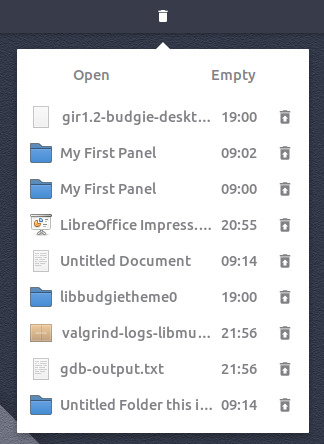 Open Empty
gir1.2-budgie-deskt... 19:00
My First Panel 09:02
My First Panel 09:00
LibreOffice Impress.... 20:55
Untitled Document 09:14
libbudgietheme0 19:00
valgrind-logs-libmu... 21:56
gdb-output.txt 21:56
Untitled Folder this i... 09:14